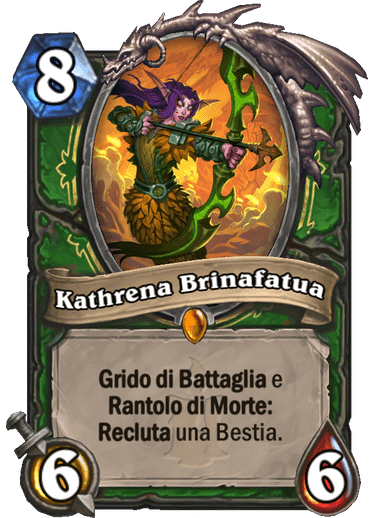 8
Kathrena Brinafatua
Grido di Battaglia e
Rantolo di Morte:
Recluta una Bestia.
6
6